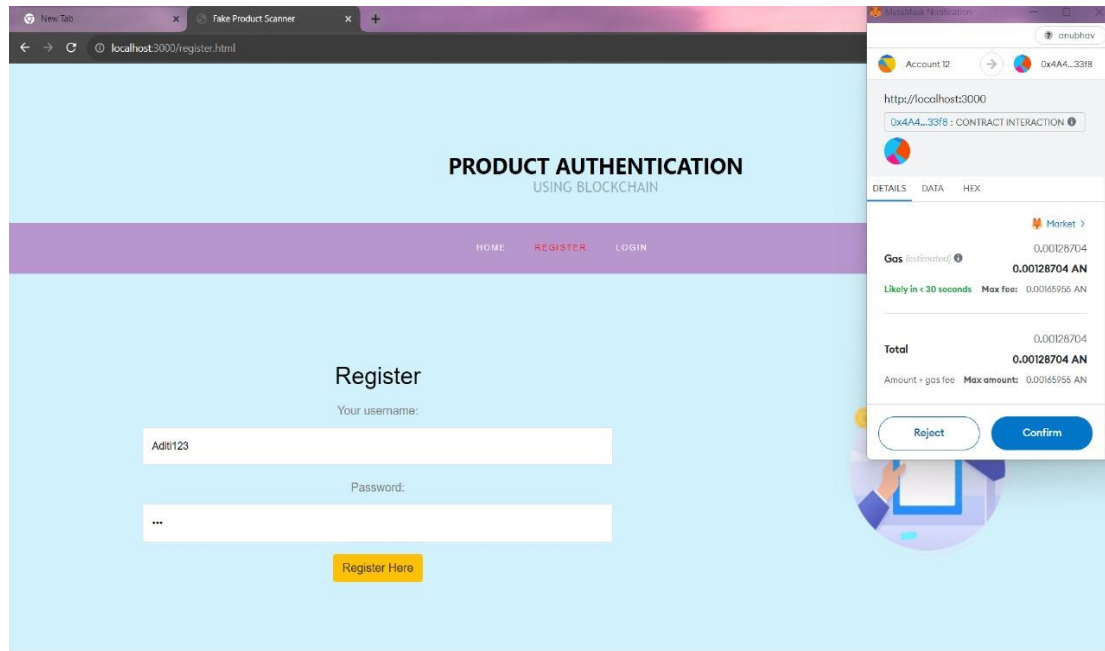 New Tab
Fake Product Scanner
localhost:3000/register.html
PRODUCT AUTHENTICATION
USING BLOCKCHAIN
HOME REGISTER LOGIN
Register
Your username:
Aditi123
Password:
•••
Register Here
MetaMask Notification
anubhav
Account 12
0x4A4...33f8
http://localhost:3000
0x4A4...33f8 : CONTRACT INTERACTION
DETAILS DATA HEX
Market >
0.00128704
Gas (estimated)
0.00128704 AN
Likely in < 30 seconds Max fee: 0.00165955 AN
0.00128704
Total
0.00128704 AN
Amount + gas fee Max amount: 0.00165955 AN
Reject Confirm